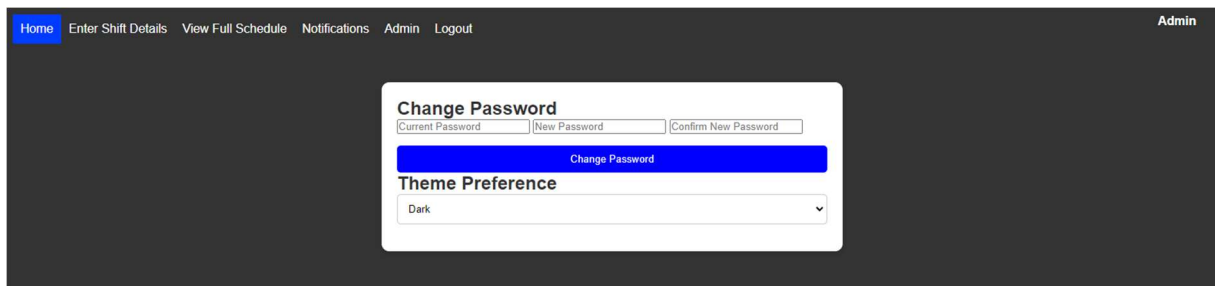 Home Enter Shift Details View Full Schedule Notifications Admin Logout Admin
Change Password
Current Password New Password Confirm New Password
Change Password
Theme Preference
Dark